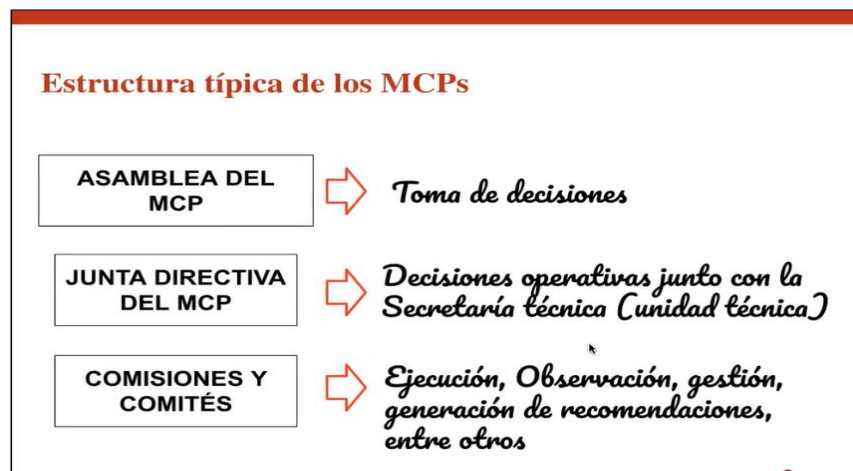 Estructura típica de los MCPs
ASAMBLEA DEL
MCP
Toma de decisiones
JUNTA DIRECTIVA
DEL MCP
Decisiones operativas junto con la
Secretaría técnica (unidad técnica)
COMISIONES Y
COMITÉS
Ejecución, Observación, gestión,
generación de recomendaciones,
entre otros